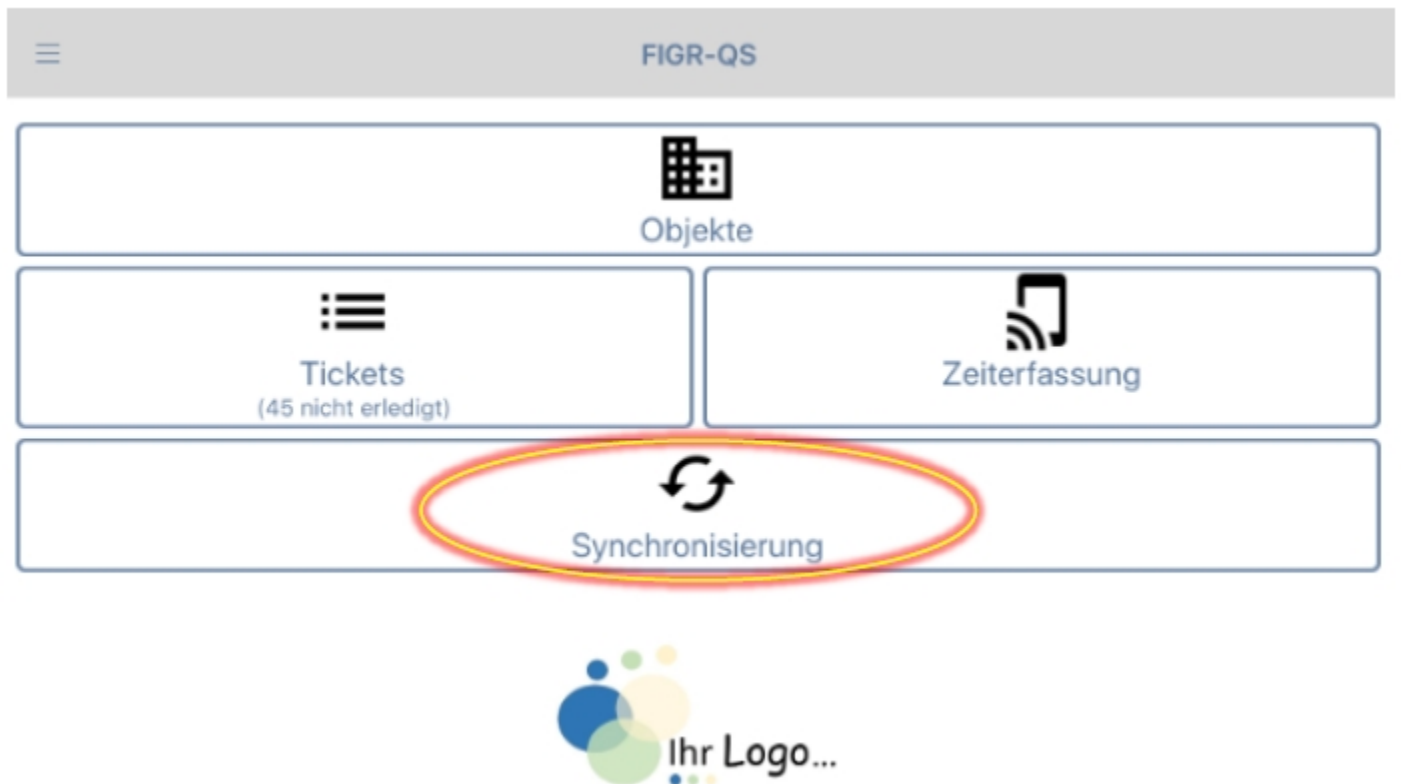 FIGR-QS
Objekte
Tickets
(45 nicht erledigt)
Zeiterfassung
Synchronisierung
Ihr Logo...